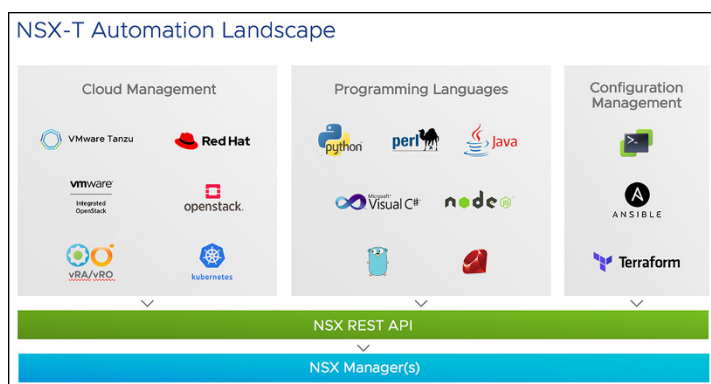 NSX-T Automation Landscape
Cloud Management
VMware Tanzu
Red Hat
vmware®
Integrated
OpenStack
openstack.
vRA/vRO
kubernetes
Programming Languages
python
perl
Java
Microsoft
Visual C#
node
JS
Configuration
Management
>_
ANSIBLE
Terraform
NSX REST API
NSX Manager(s)